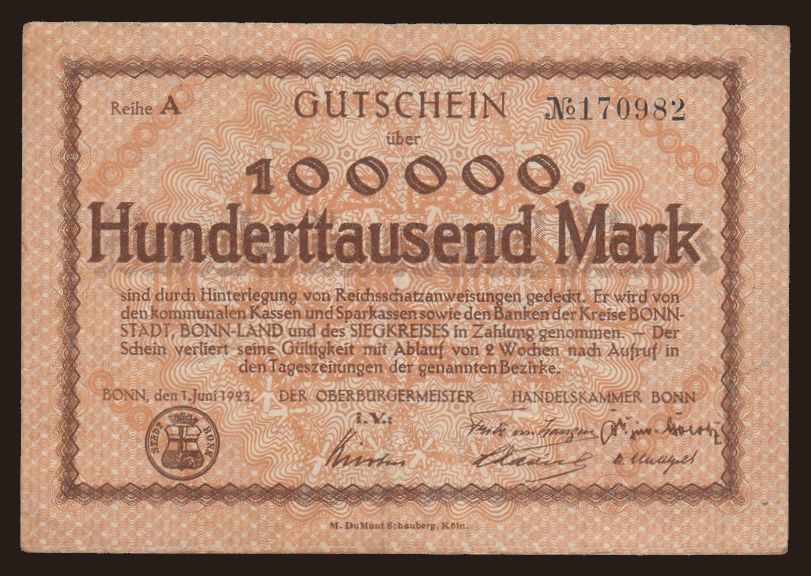 Reihe A GUTSCHEIN №170982
über
100000.
Hunderttausend Mark
sind durch Hinterlegung von Reichsschatzanweisungen gedeckt. Er wird von
den kommunalen Kassen und Sparkassen sowie den Banken der Kreise BONN-
STADT, BONN-LAND und des SIEGKREISES in Zahlung genommen. — Der
Schein verliert seine Gültigkeit mit Ablauf von 2 Wochen nach Aufruf in
den Tageszeitungen der genannten Bezirke.
BONN, den 1. Juni 1923. DER OBERBÜRGERMEISTER HANDELSKAMMER BONN
i. V.:
STADT BONN
M. DuMont Schauberg, Köln.